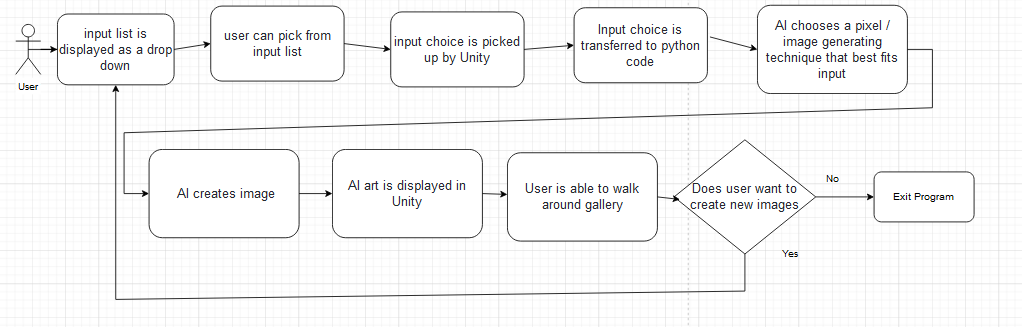 User
input list is
displayed as a drop
down
user can pick from
input list
input choice is picked
up by Unity
Input choice is
transferred to python
code
AI chooses a pixel /
image generating
technique that best fits
input
AI creates image
AI art is displayed in
Unity
User is able to walk
around gallery
Does user want to
create new images
No
Exit Program
Yes